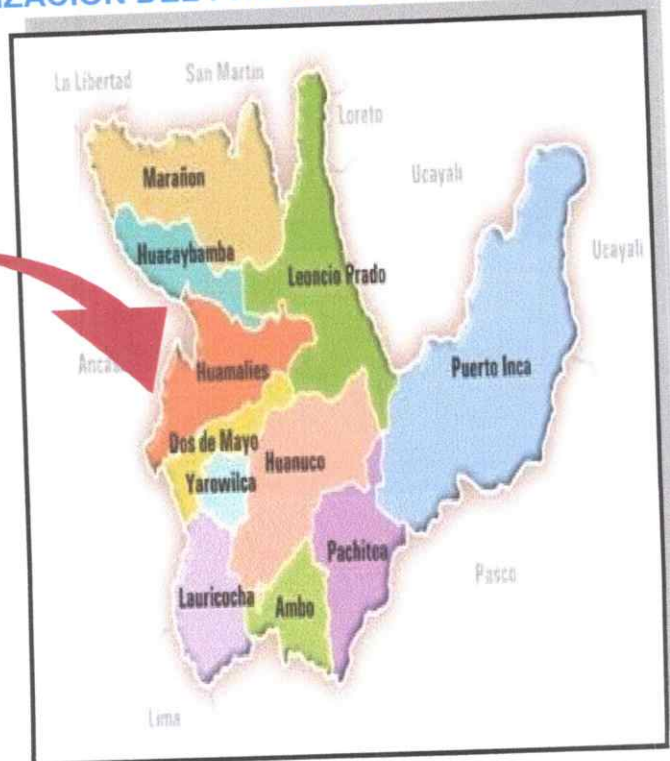 DEL
La Libertad
San Martin
Loreto
Marañon
Ucayali
Huacaybamba
Ucayali
Leoncio Prado
Puerto Inca
Huamalies
Dos de Mayo
Huanuco
Yarowilca
Pachitea
Pasco
Lauricocha
Ambo
Lima